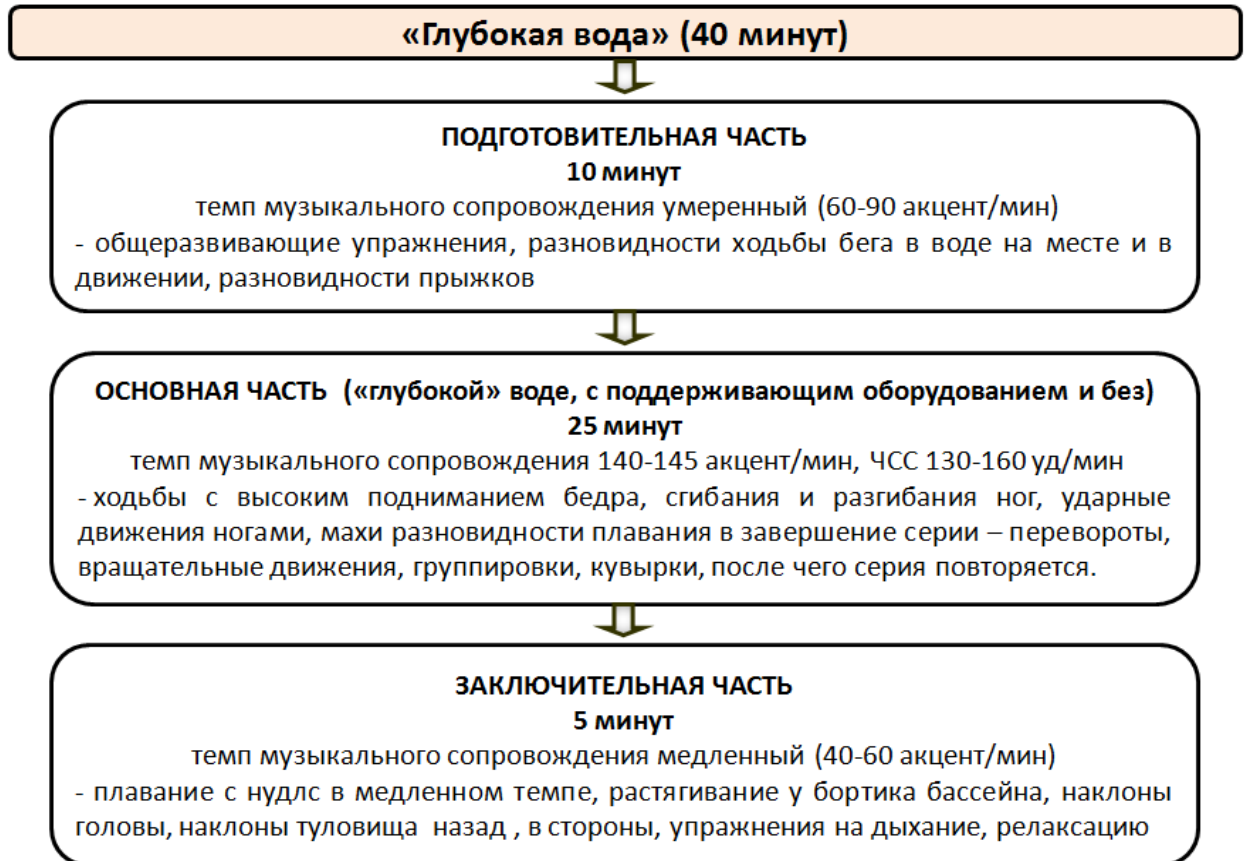 «Глубокая вода» (40 минут)
ПОДГОТОВИТЕЛЬНАЯ ЧАСТЬ
10 минут
темп музыкального сопровождения умеренный (60-90 акцент/мин)
- общеразвивающие упражнения, разновидности ходьбы бега в воде на месте и в
движении, разновидности прыжков
ОСНОВНАЯ ЧАСТЬ («глубокой» воде, с поддерживающим оборудованием и без)
25 минут
темп музыкального сопровождения 140-145 акцент/мин, ЧСС 130-160 уд/мин
- ходьбы с высоким подниманием бедра, сгибания и разгибания ног, ударные
движения ногами, махи разновидности плавания в завершение серии – перевороты,
вращательные движения, группировки, кувырки, после чего серия повторяется.
ЗАКЛЮЧИТЕЛЬНАЯ ЧАСТЬ
5 минут
темп музыкального сопровождения медленный (40-60 акцент/мин)
- плавание с нудлс в медленном темпе, растягивание у бортика бассейна, наклоны
головы, наклоны туловища назад , в стороны, упражнения на дыхание, релаксацию